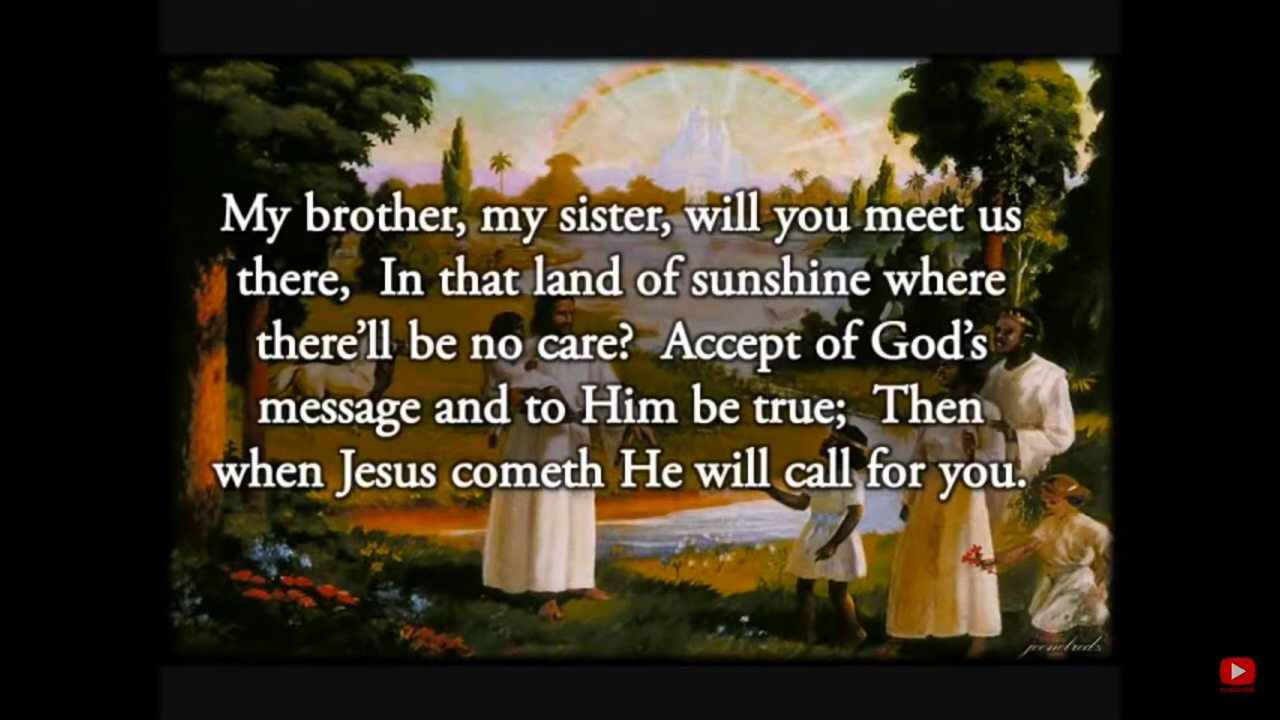 My brother, my sister, will you meet us
there, In that land of sunshine where
there'll be no care? Accept of God's
message and to Him be true; Then
when Jesus cometh He will call for you.
SUBSCRIBE